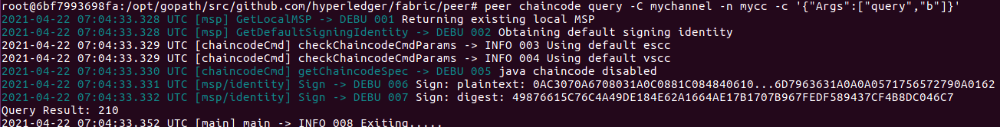 root@6bf7993698fa:/opt/gopath/src/github.com/hyperledger/fabric/peer# peer chaincode query -C mychannel -n mycc -c '{"Args":["query","b"]}'
2021-04-22 07:04:33.328 UTC [msp] GetLocalMSP -> DEBU 001 Returning existing local MSP
2021-04-22 07:04:33.328 UTC [msp] GetDefaultSigningIdentity -> DEBU 002 Obtaining default signing identity
2021-04-22 07:04:33.329 UTC [chaincodeCmd] checkChaincodeCmdParams -> INFO 003 Using default escc
2021-04-22 07:04:33.329 UTC [chaincodeCmd] checkChaincodeCmdParams -> INFO 004 Using default vscc
2021-04-22 07:04:33.330 UTC [chaincodeCmd] getChaincodeSpec -> DEBU 005 java chaincode disabled
2021-04-22 07:04:33.331 UTC [msp/identity] Sign -> DEBU 006 Sign: plaintext: 0AC3070A6708031A0C0881C084840610...6D7963631A0A0A0571756572790A0162
2021-04-22 07:04:33.332 UTC [msp/identity] Sign -> DEBU 007 Sign: digest: 49876615C76C4A49DE184E62A1664AE17B1707B967FEDF589437CF4B8DC046C7
Query Result: 210
2021-04-22 07:04:33.352 UTC [main] main -> INFO 008 Exiting.....